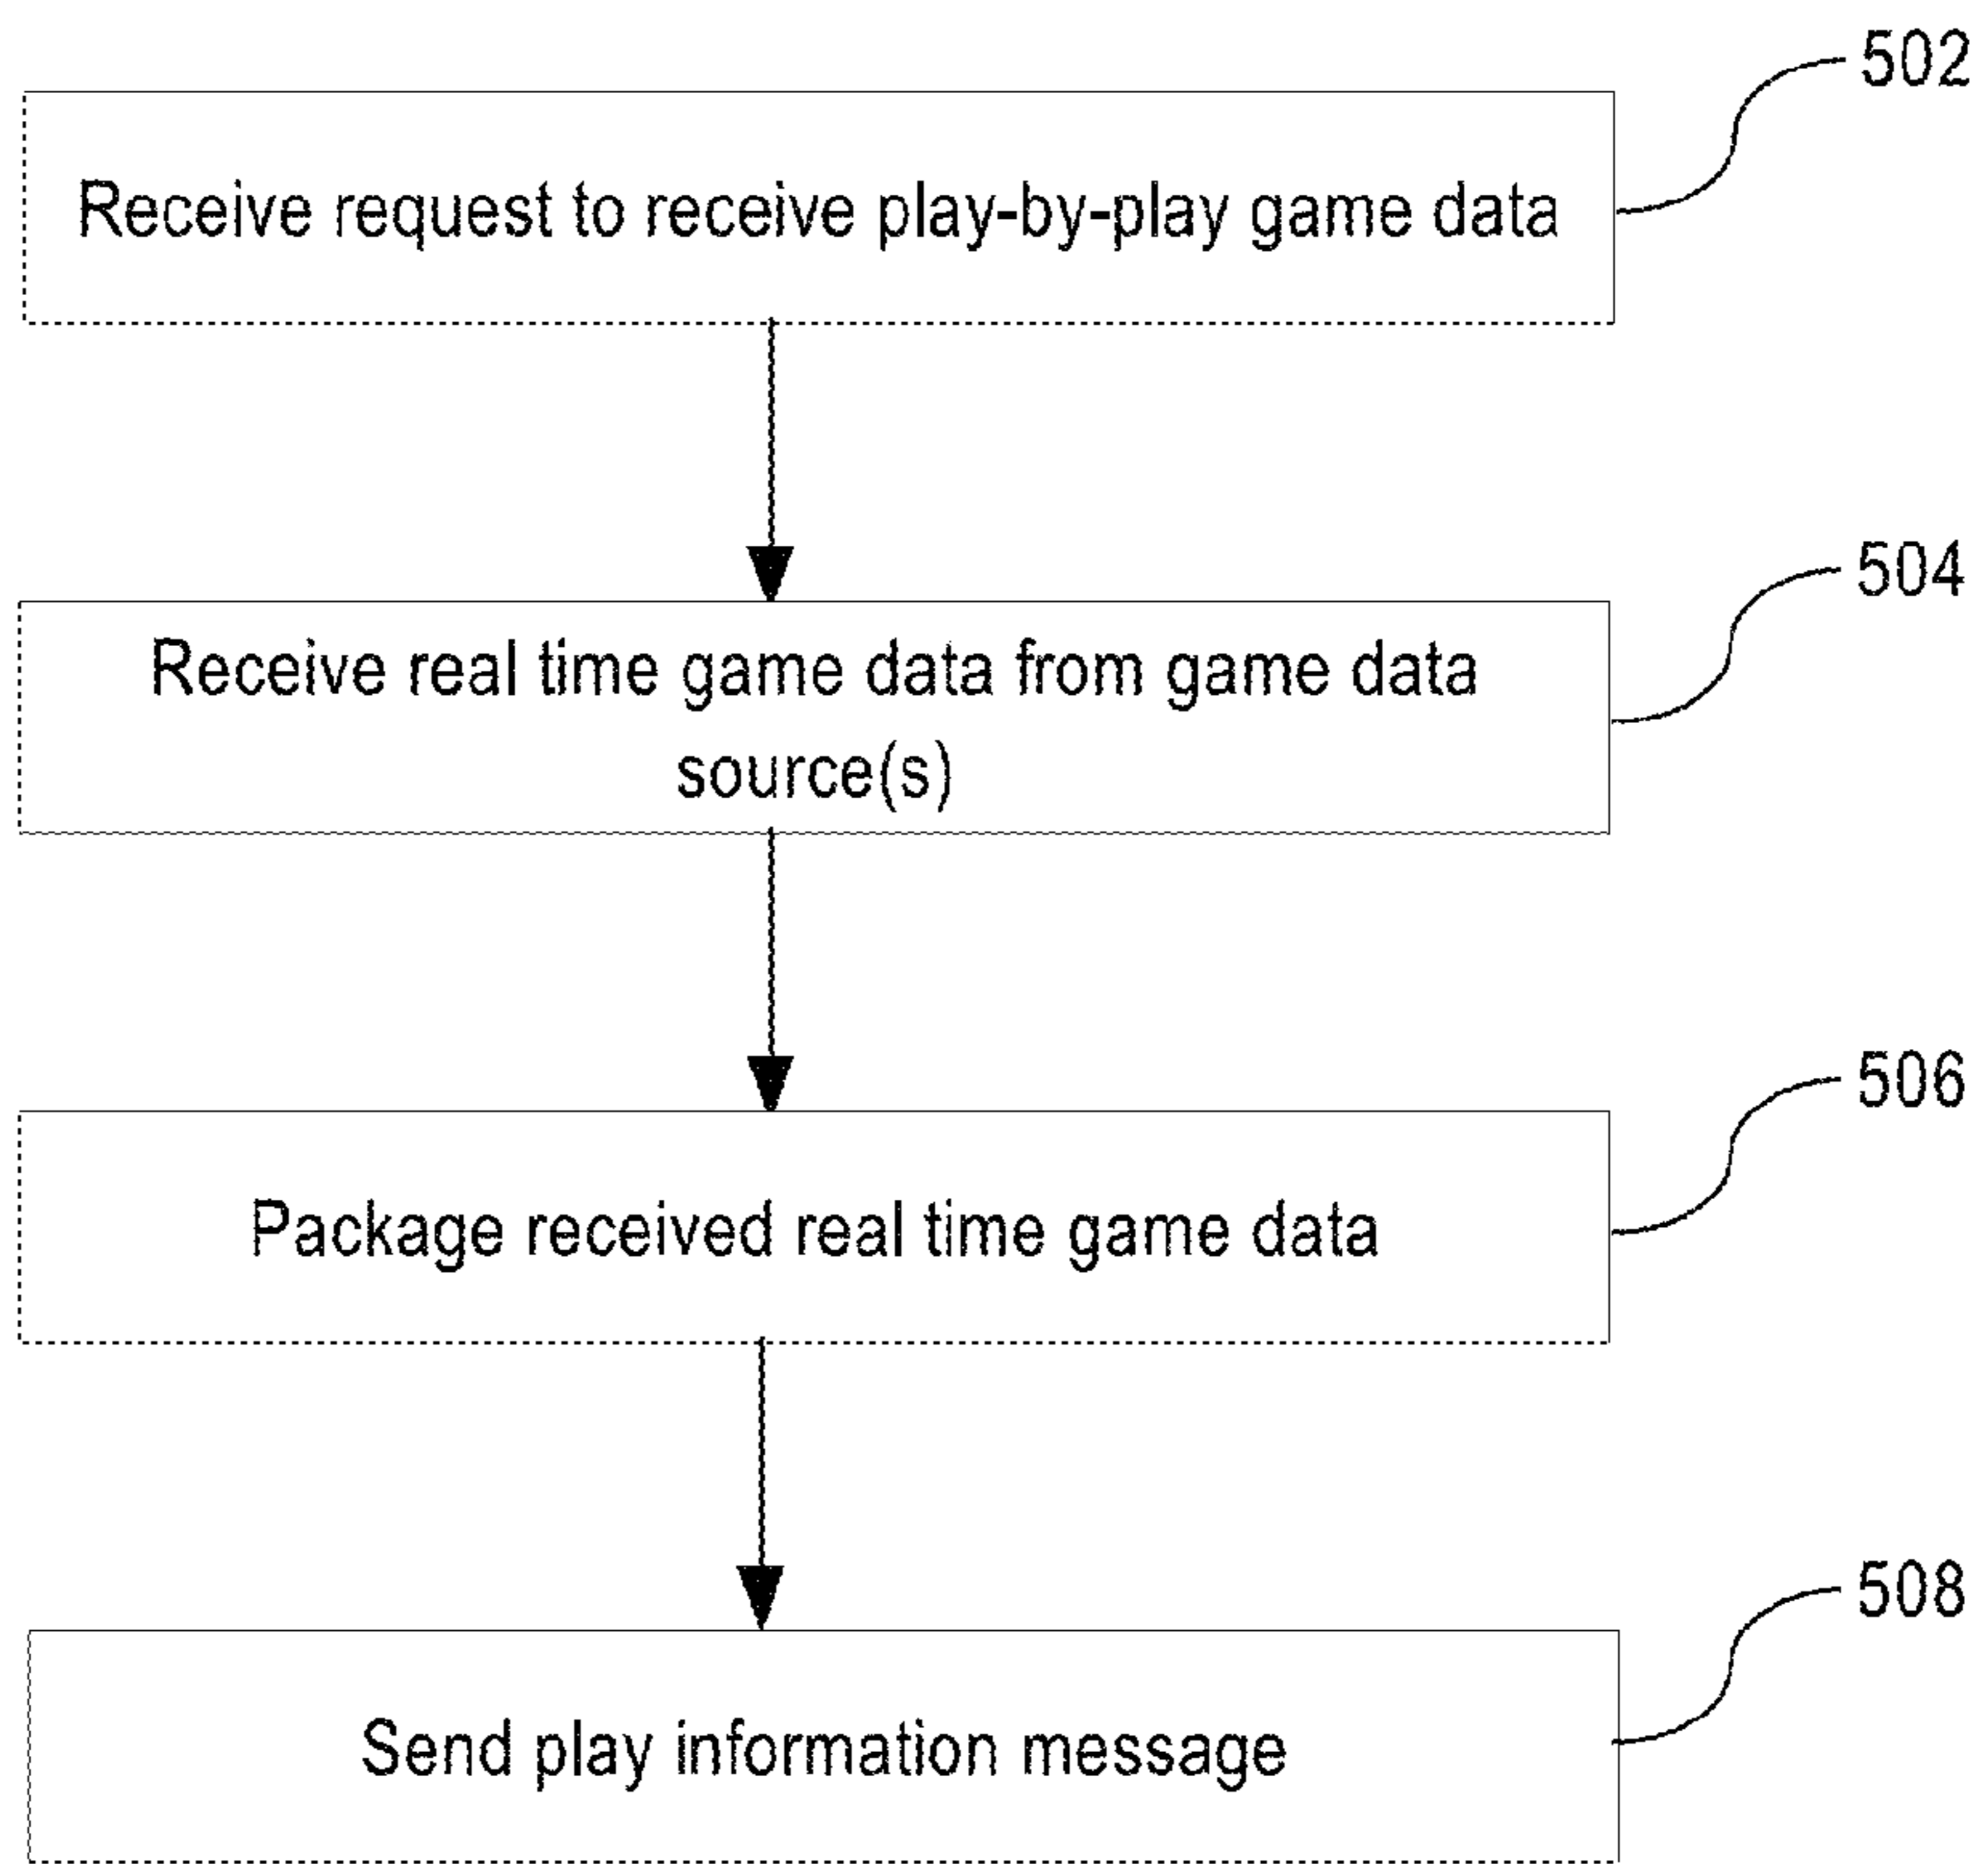 502
Receive request to receive play-by-play game data
504
Receive real time game data from game data
source(s)
506
Package received real time game data
508
Send play information message